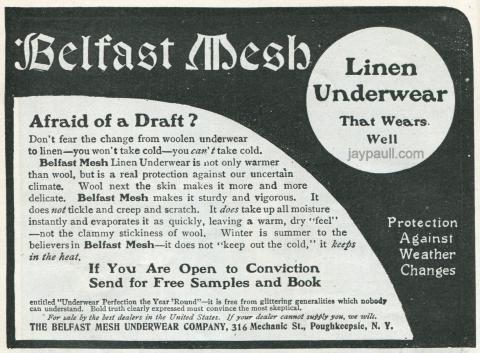 Belfast Mesh
Linen
Underwear
That Wears
Well
jaypaull.com
Afraid of a Draft?
Don't fear the change from woolen underwear
to linen—you won't take cold—you can't take cold.
Belfast Mesh Linen Underwear is not only warmer
than wool, but is a real protection against our uncertain
climate. Wool next the skin makes it more and more
delicate. Belfast Mesh makes it sturdy and vigorous. It
does not tickle and creep and scratch. It does take up all moisture
instantly and evaporates it as quickly, leaving a warm, dry "feel"
—not the clammy stickiness of wool. Winter is summer to the
believers in Belfast Mesh—it does not "keep out the cold," it keeps
in the heat.
Protection
Against
Weather
Changes
If You Are Open to Conviction
Send for Free Samples and Book
entitled "Underwear Perfection the Year 'Round"—it is free from glittering generalities which nobody
can understand. Bold truth clearly expressed must convince the most skeptical.
For sale by the best dealers in the United States. If your dealer cannot supply you, we will.
THE BELFAST MESH UNDERWEAR COMPANY, 316 Mechanic St., Poughkeepsie, N. Y.